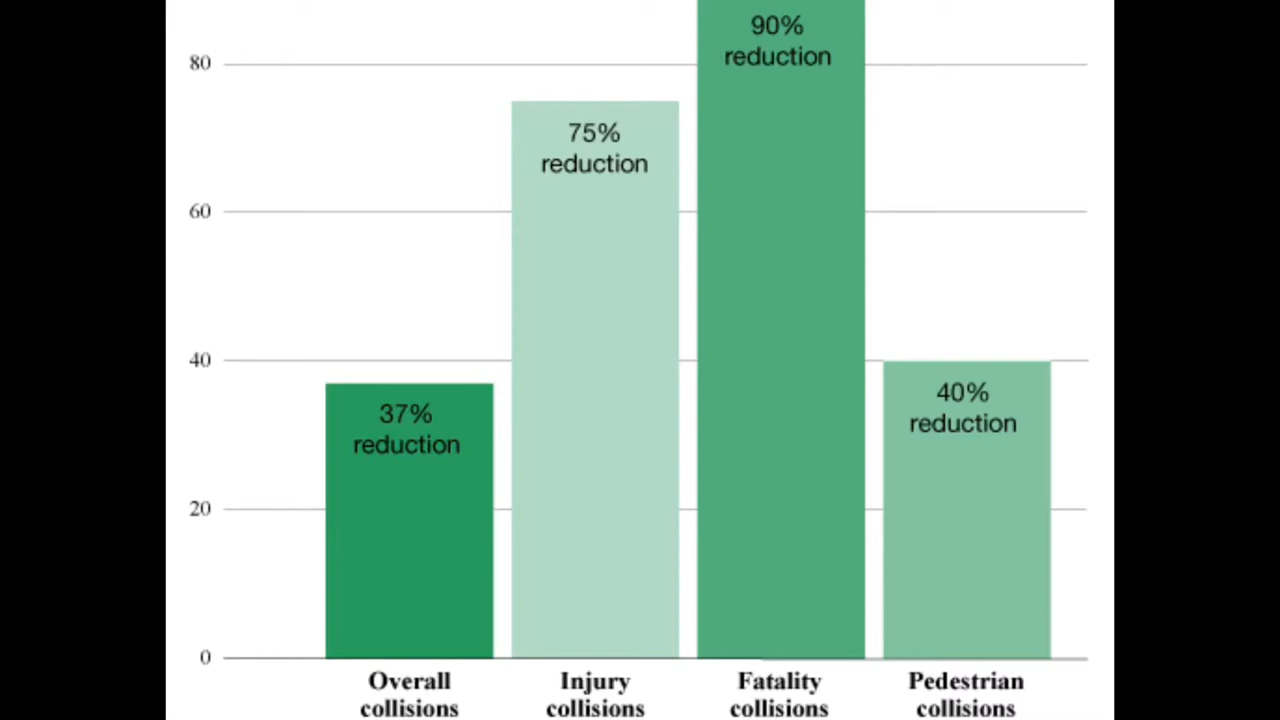 90%
reduction
80
75%
reduction
60
40
40%
reduction
37%
reduction
20
0
Overall
collisions
Injury
collisions
Fatality
collisions
Pedestrian
collisions